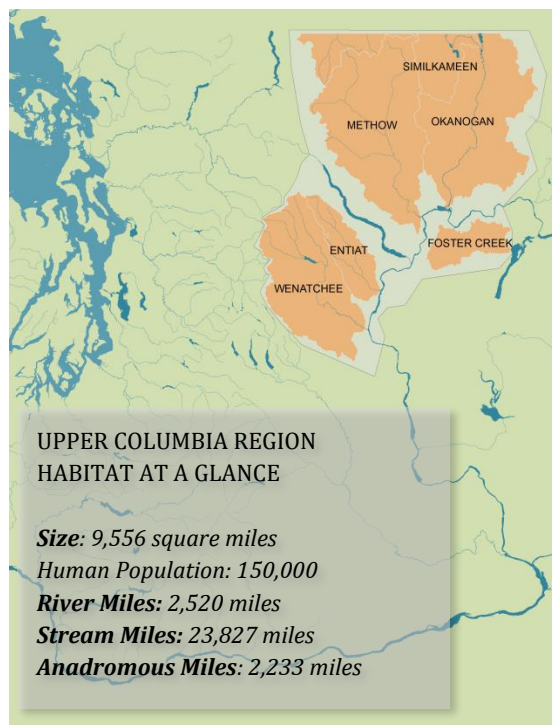 SIMILKAMEEN
METHOW
OKANOGAN
FOSTER CREEK
ENTIAT
WENATCHEE
UPPER COLUMBIA REGION
HABITAT AT A GLANCE
Size: 9,556 square miles
Human Population: 150,000
River Miles: 2,520 miles
Stream Miles: 23,827 miles
Anadromous Miles: 2,233 miles